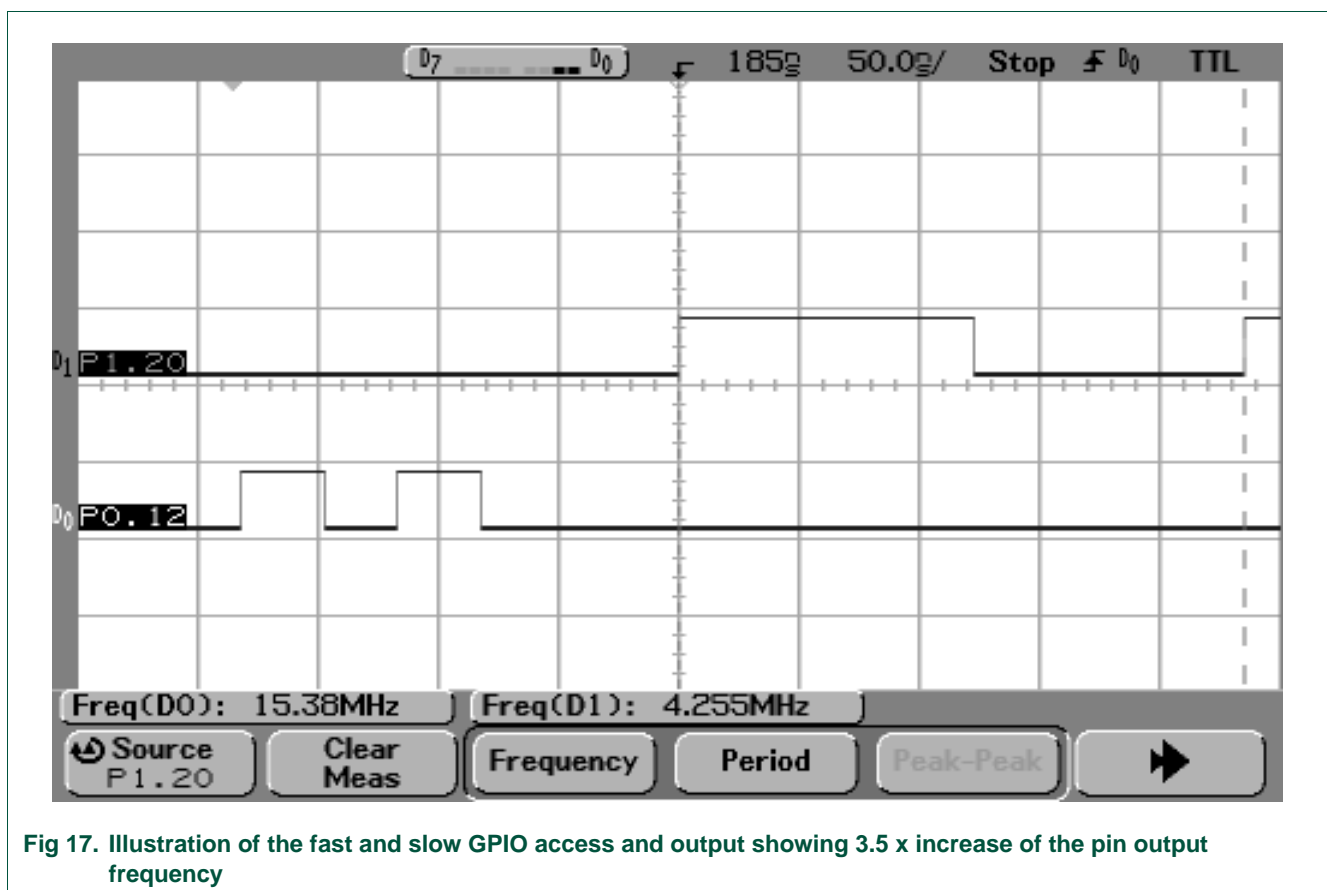 D7 D0 185 50.0 / Stop D0 TTL
D1 P1.20
D0 P0.12
Freq(D0): 15.38MHz Freq(D1): 4.255MHz
Source Clear Frequency Period Peak-Peak
P1.20 Meas
Fig 17. Illustration of the fast and slow GPIO access and output showing 3.5 x increase of the pin output
frequency